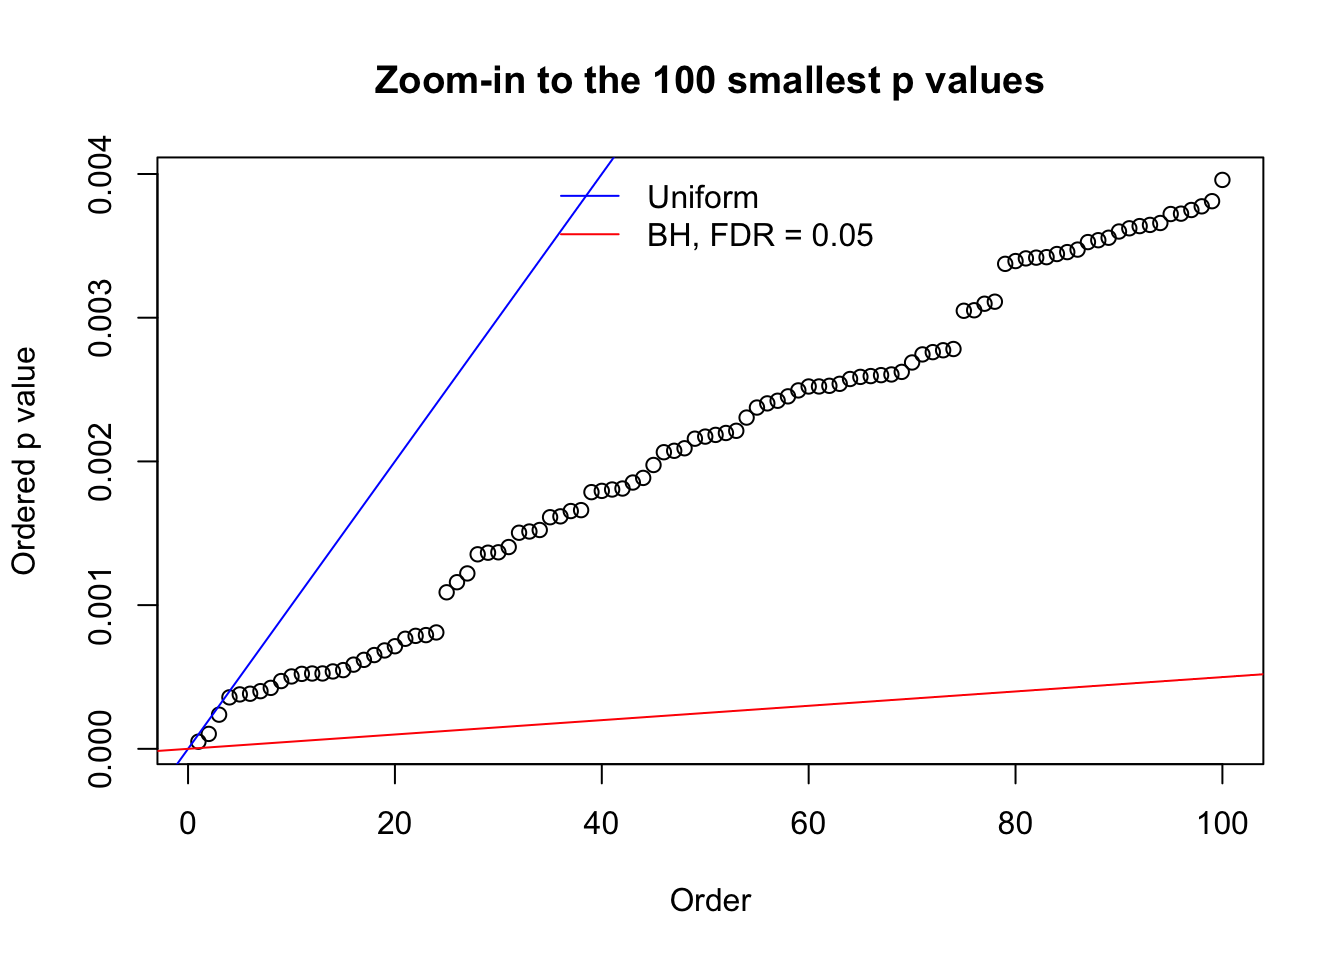 Zoom-in to the 100 smallest p values
Uniform
BH, FDR = 0.05
Ordered p value
0.004
0.003
0.002
0.001
0.000
0 20 40 60 80 100
Order